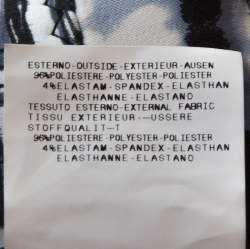 ESTERNO-OUTSIDE-EXTERIEUR-AUSEN
96%POLIESTERE-POLYESTER-POLIESTER
4%ELASTAM-SPANDEX-ELASTHAN
ELASTHANNE-ELASTANO
TESSUTO ESTERNO-EXTERNAL FABRIC
TISSU EXTERIEUR-—USSERE
STOFFQUALIT—T
96%POLIESTERE-POLYESTER-POLIESTER
4%ELASTAM-SPANDEX-ELASTHAN
ELASTHANNE-ELASTANO